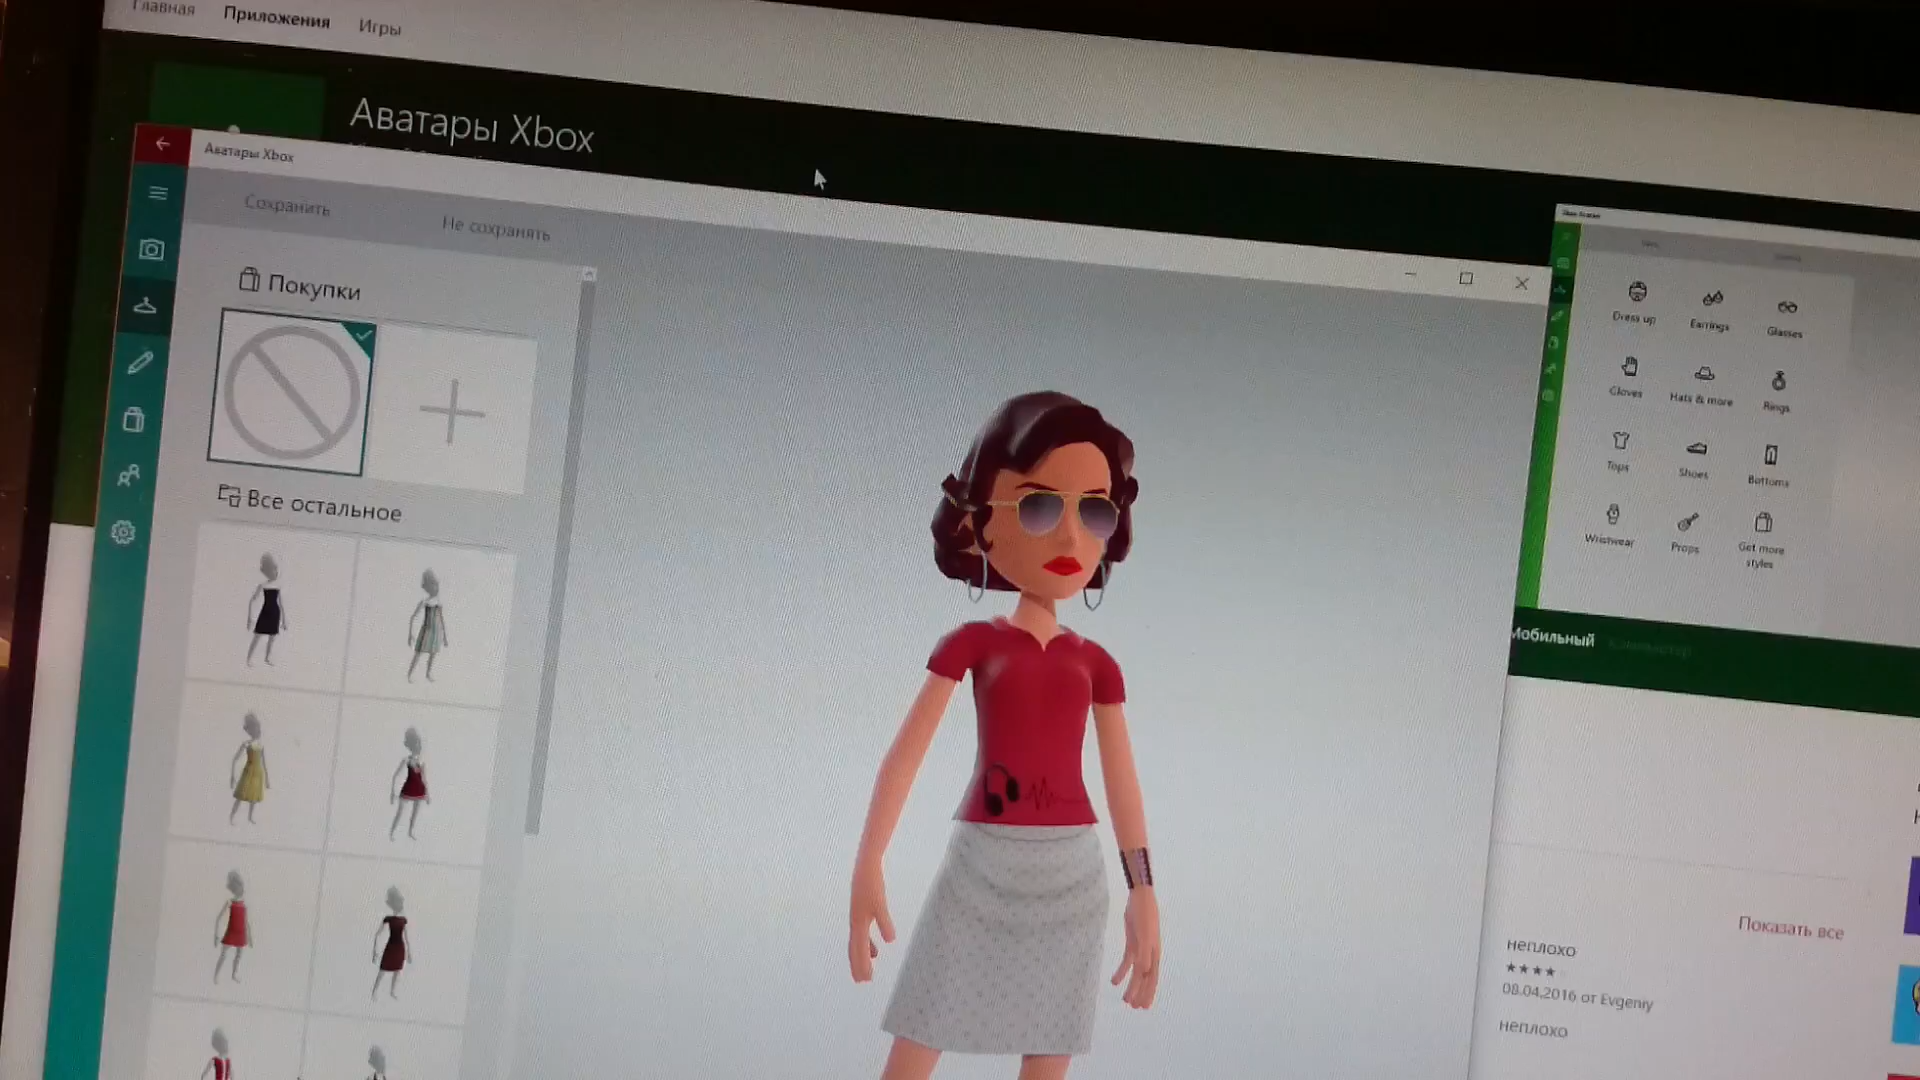 Главная Приложения Игры
Аватары Xbox
Аватары Xbox
Сохранить Не сохранять
Покупки
Все остальное
Dress up Earrings Glasses
Gloves Hats & more Rings
Tops Shoes Bottoms
Wristwear Props Get more
styles
Мобильный
Показать все
неплохо
★★★★
08.04.2016 от Evgeniy
неплохо